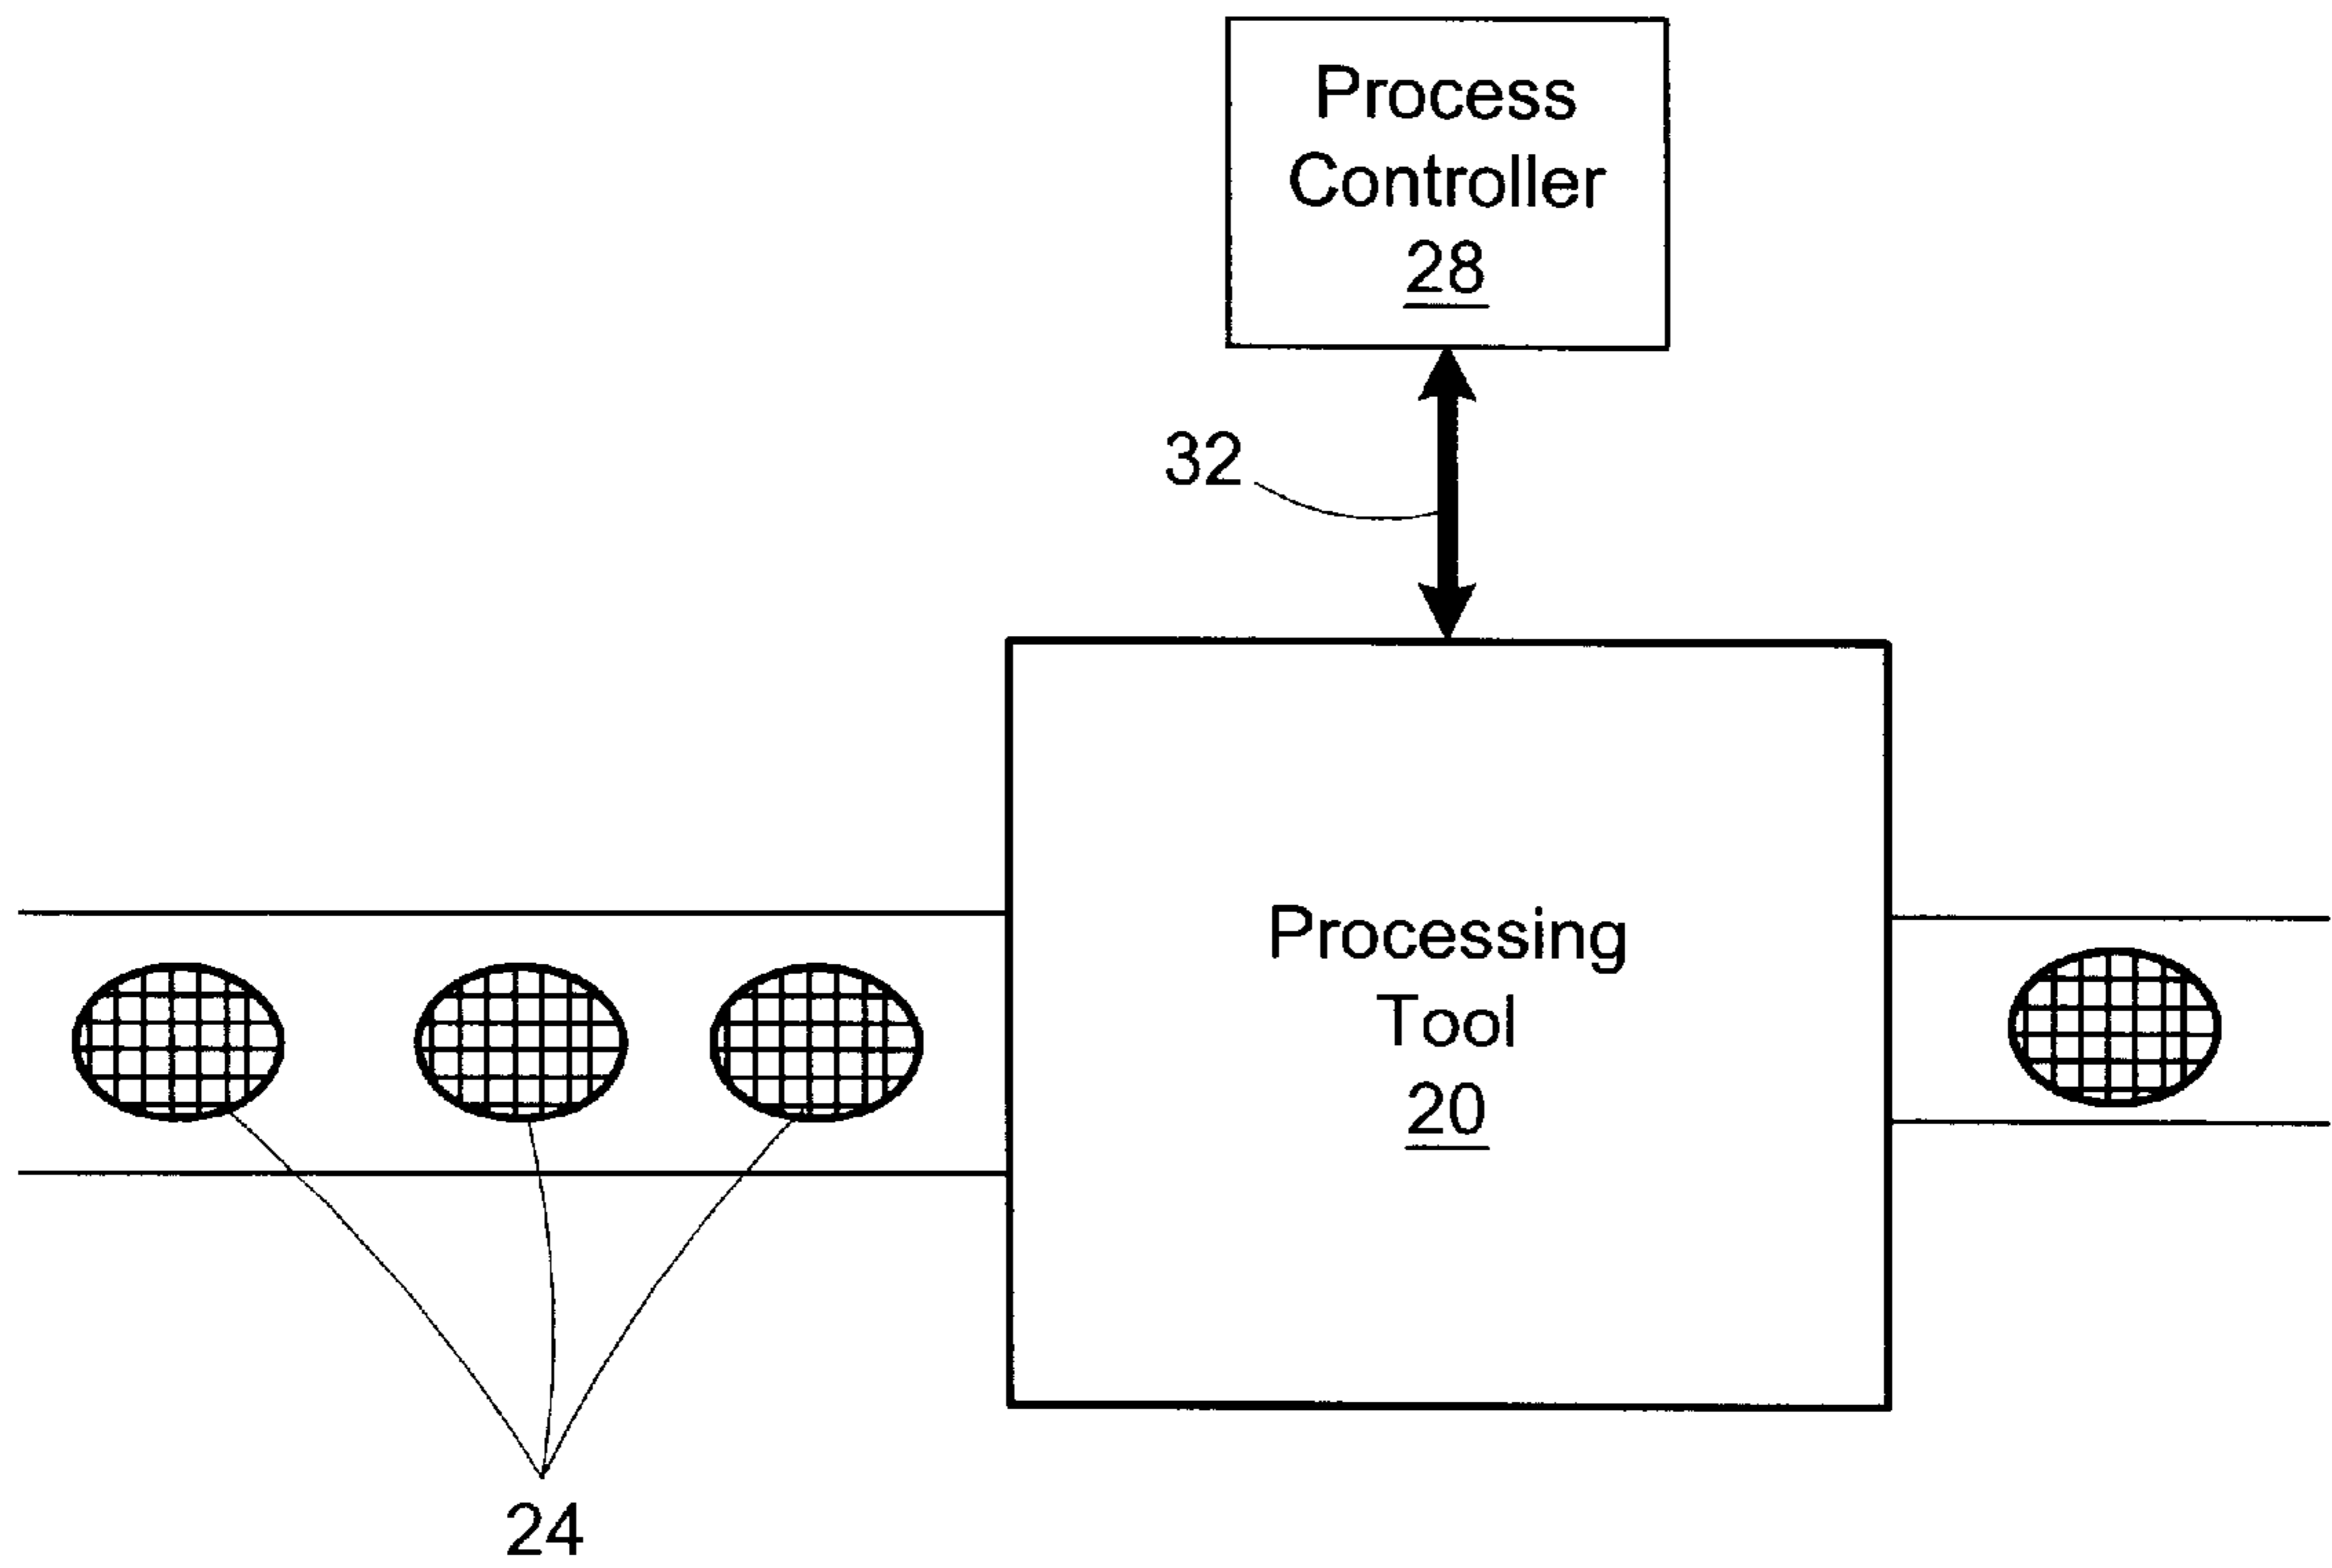 Process
Controller
28
32
Processing
Tool
20
24